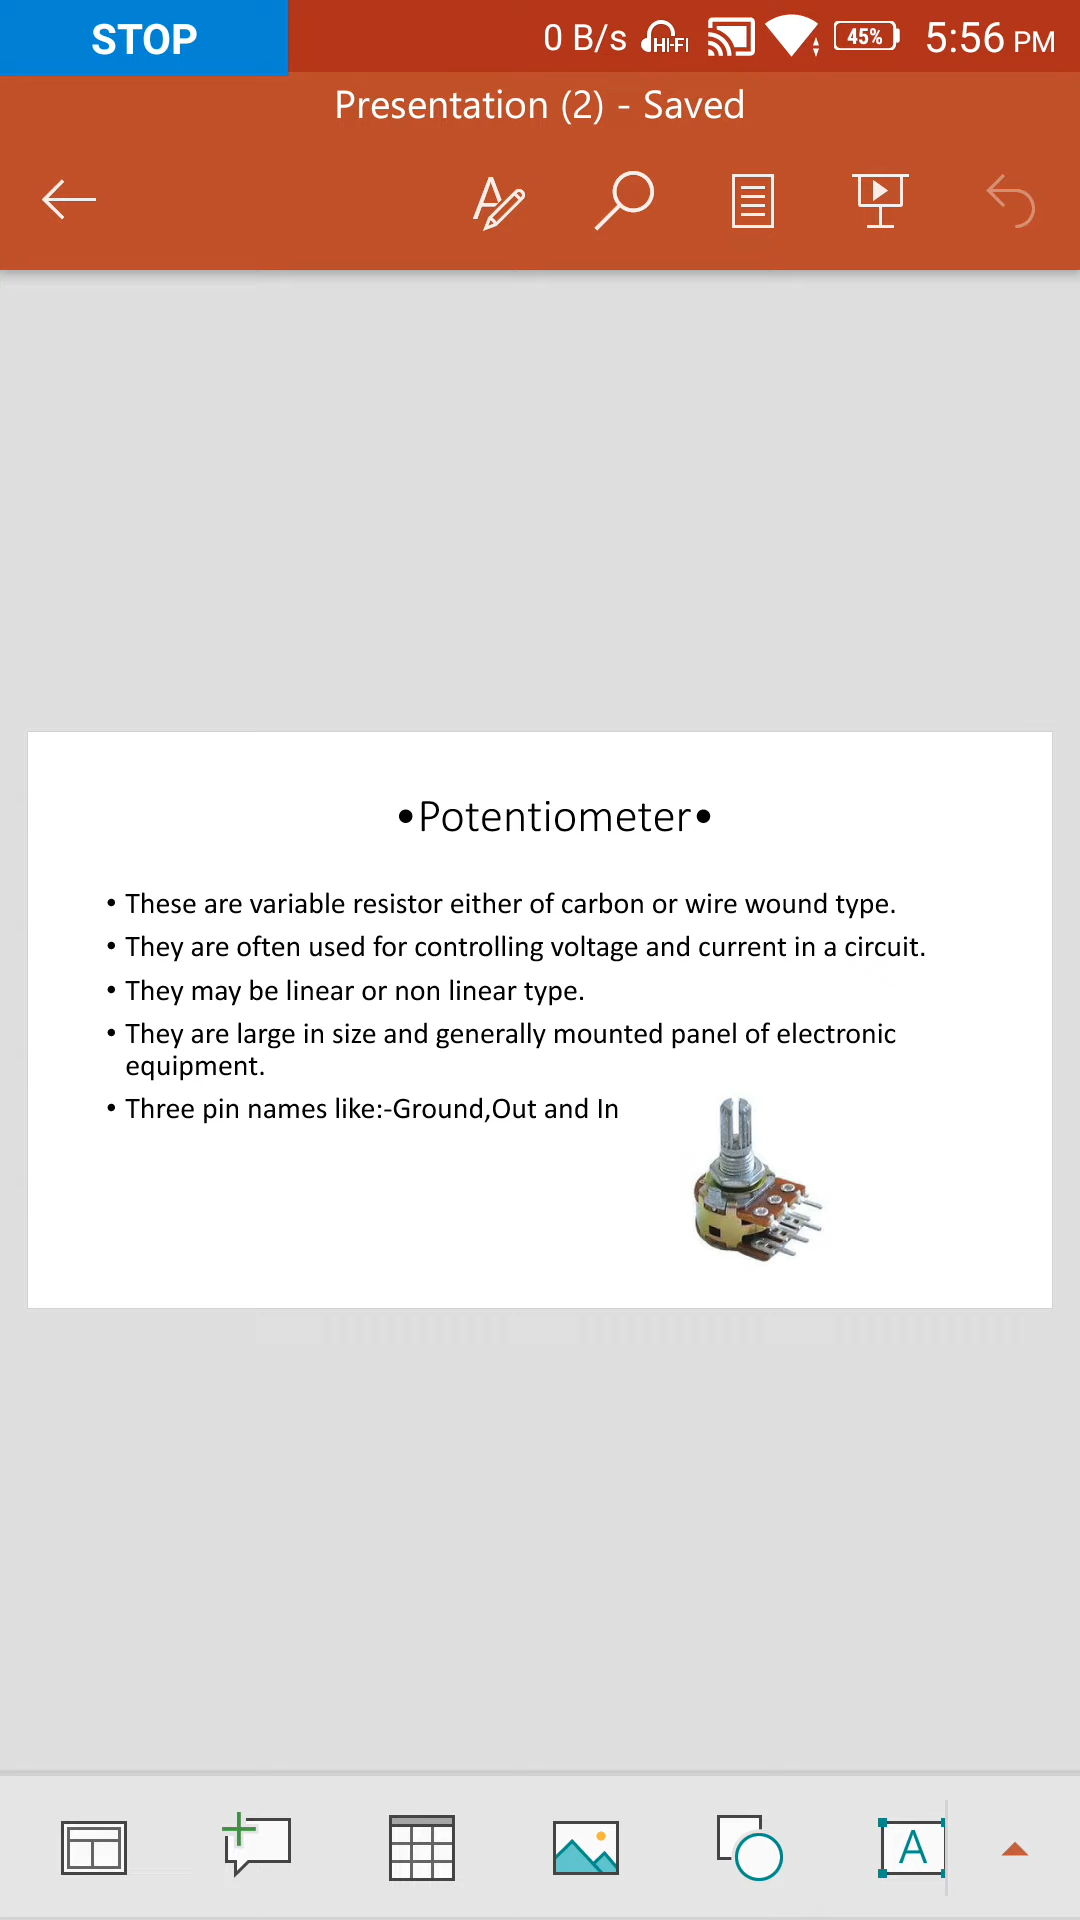 STOP
0 B/s HI-FI 45% 5:56 PM
Presentation (2) - Saved
•Potentiometer•
• These are variable resistor either of carbon or wire wound type.
• They are often used for controlling voltage and current in a circuit.
• They may be linear or non linear type.
• They are large in size and generally mounted panel of electronic
equipment.
• Three pin names like:-Ground,Out and In
A